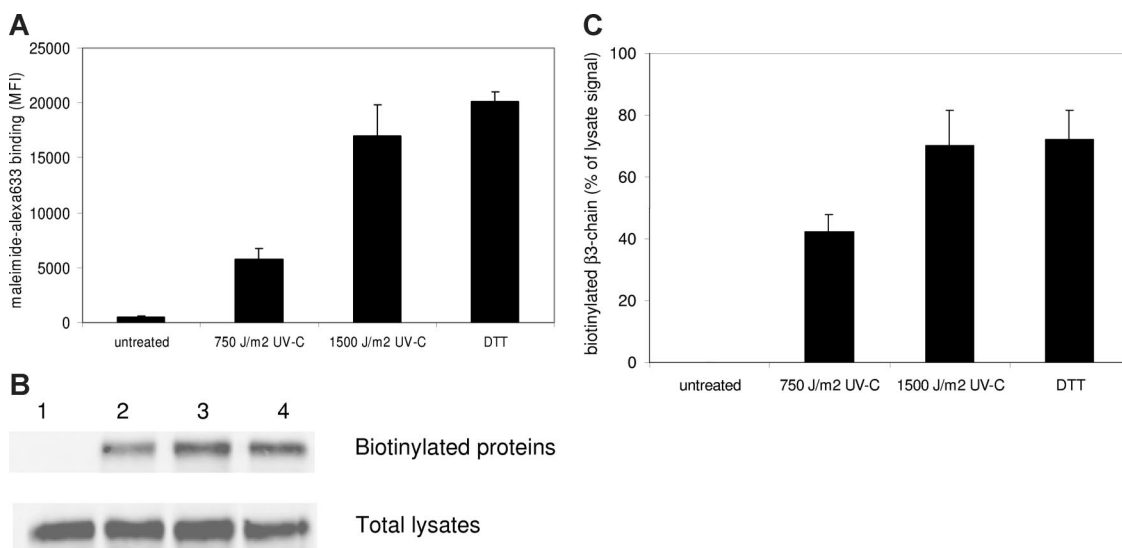 A
maleimide-alexa633 binding (MFI)
25000
20000
15000
10000
5000
0
untreated 750 J/m2 UV-C 1500 J/m2 UV-C DTT
B
1 2 3 4
Biotinylated proteins
Total lysates
C
biotinylated β3-chain (% of lysate signal)
100
80
60
40
20
0
untreated 750 J/m2 UV-C 1500 J/m2 UV-C DTT